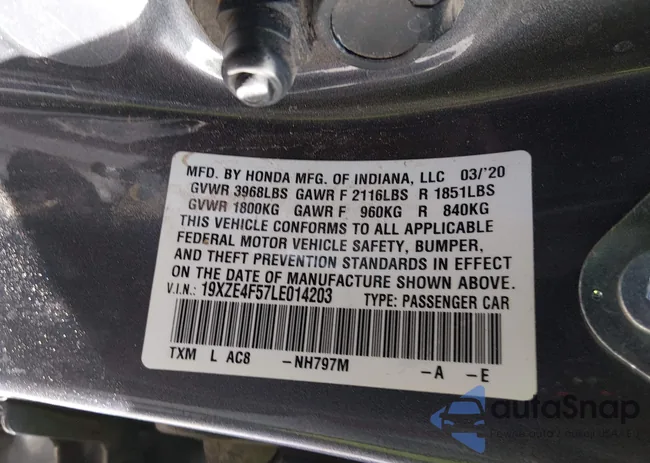 MFD. BY HONDA MFG. OF INDIANA, LLC 03/'20
GVWR 3968LBS GAWR F 2116LBS R 1851LBS
GVWR 1800KG GAWR F 960KG R 840KG
THIS VEHICLE CONFORMS TO ALL APPLICABLE
FEDERAL MOTOR VEHICLE SAFETY, BUMPER,
AND THEFT PREVENTION STANDARDS IN EFFECT
ON THE DATE OF MANUFACTURE SHOWN ABOVE.
V.I.N.: 19XZE4F57LE014203 TYPE: PASSENGER CAR
TXM L AC8 -NH797M -A -E
autoSnap